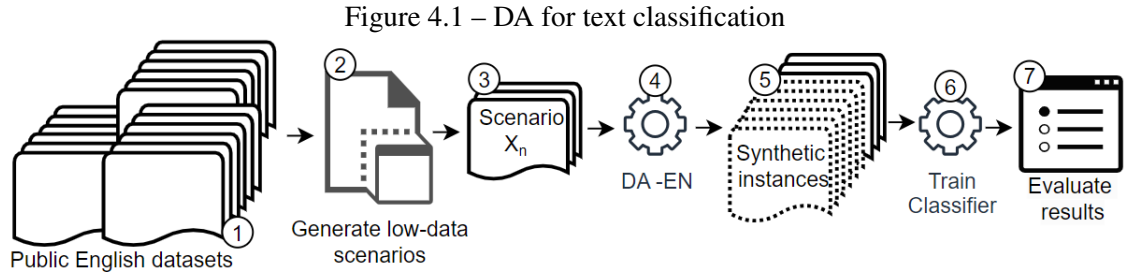 Figure 4.1 – DA for text classification
1
Public English datasets
2
Generate low-data
scenarios
3
Scenario
Xn
4
DA -EN
5
Synthetic
instances
6
Train
Classifier
7
Evaluate
results